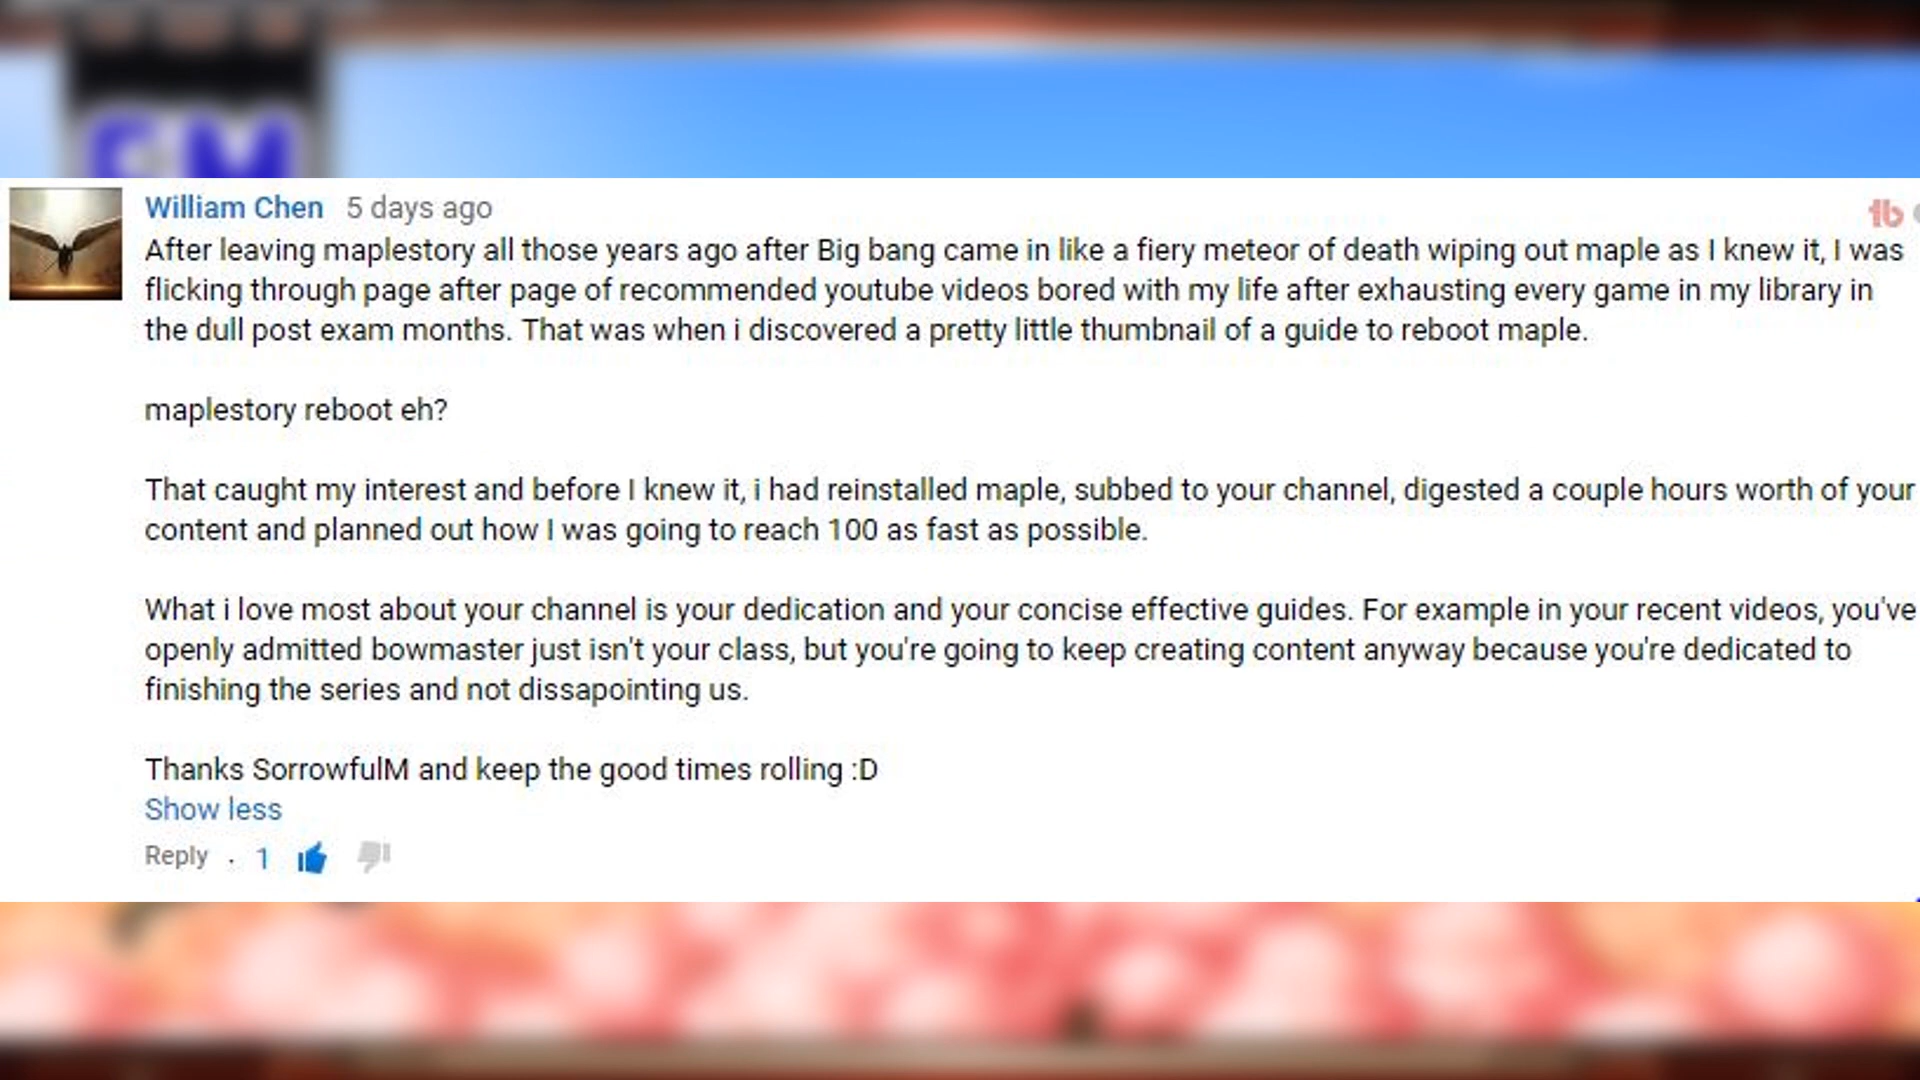 EM
William Chen 5 days ago
After leaving maplestory all those years ago after Big bang came in like a fiery meteor of death wiping out maple as I knew it, I was
flicking through page after page of recommended youtube videos bored with my life after exhausting every game in my library in
the dull post exam months. That was when i discovered a pretty little thumbnail of a guide to reboot maple.
maplestory reboot eh?
That caught my interest and before I knew it, i had reinstalled maple, subbed to your channel, digested a couple hours worth of your
content and planned out how I was going to reach 100 as fast as possible.
What i love most about your channel is your dedication and your concise effective guides. For example in your recent videos, you've
openly admitted bowmaster just isn't your class, but you're going to keep creating content anyway because you're dedicated to
finishing the series and not dissapointing us.
Thanks SorrowfulM and keep the good times rolling :D
Show less
Reply . 1